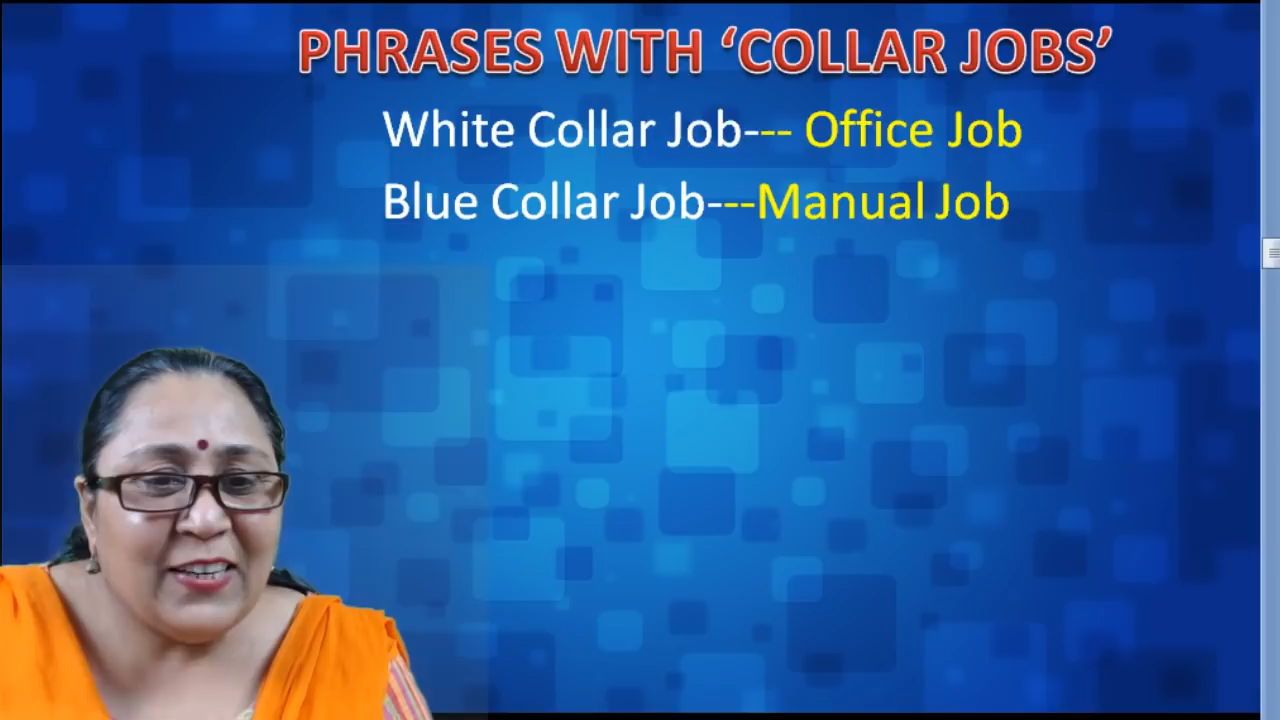 PHRASES WITH ‘COLLAR JOBS’
White Collar Job--- Office Job
Blue Collar Job---Manual Job